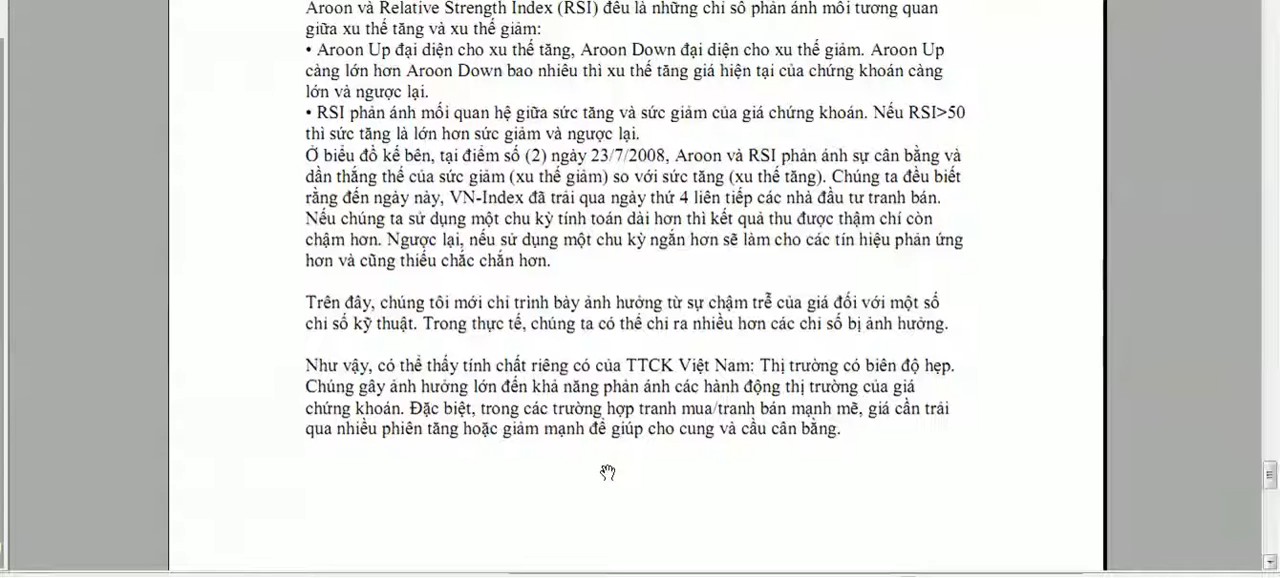 Aroon và Relative Strength Index (RSI) đều là những chỉ số phản ánh mối tương quan
giữa xu thế tăng và xu thế giảm:
• Aroon Up đại diện cho xu thế tăng, Aroon Down đại diện cho xu thế giảm. Aroon Up
càng lớn hơn Aroon Down bao nhiêu thì xu thế tăng giá hiện tại của chứng khoán càng
lớn và ngược lại.
• RSI phản ánh mối quan hệ giữa sức tăng và sức giảm của giá chứng khoán. Nếu RSI>50
thì sức tăng là lớn hơn sức giảm và ngược lại.
Ở biểu đồ kế bên, tại điểm số (2) ngày 23/7/2008, Aroon và RSI phản ánh sự cân bằng và
dần thắng thế của sức giảm (xu thế giảm) so với sức tăng (xu thế tăng). Chúng ta đều biết
rằng đến ngày này, VN-Index đã trải qua ngày thứ 4 liên tiếp các nhà đầu tư tranh bán.
Nếu chúng ta sử dụng một chu kỳ tính toán dài hơn thì kết quả thu được thậm chí còn
chậm hơn. Ngược lại, nếu sử dụng một chu kỳ ngắn hơn sẽ làm cho các tín hiệu phản ứng
hơn và cũng thiếu chắc chắn hơn.
Trên đây, chúng tôi mới chỉ trình bày ảnh hưởng từ sự chậm trễ của giá đối với một số
chỉ số kỹ thuật. Trong thực tế, chúng ta có thể chỉ ra nhiều hơn các chỉ số bị ảnh hưởng.
Như vậy, có thể thấy tính chất riêng có của TTCK Việt Nam: Thị trường có biên độ hẹp.
Chúng gây ảnh hưởng lớn đến khả năng phản ánh các hành động thị trường của giá
chứng khoán. Đặc biệt, trong các trường hợp tranh mua/tranh bán mạnh mẽ, giá cần trải
qua nhiều phiên tăng hoặc giảm mạnh để giúp cho cung và cầu cân bằng.